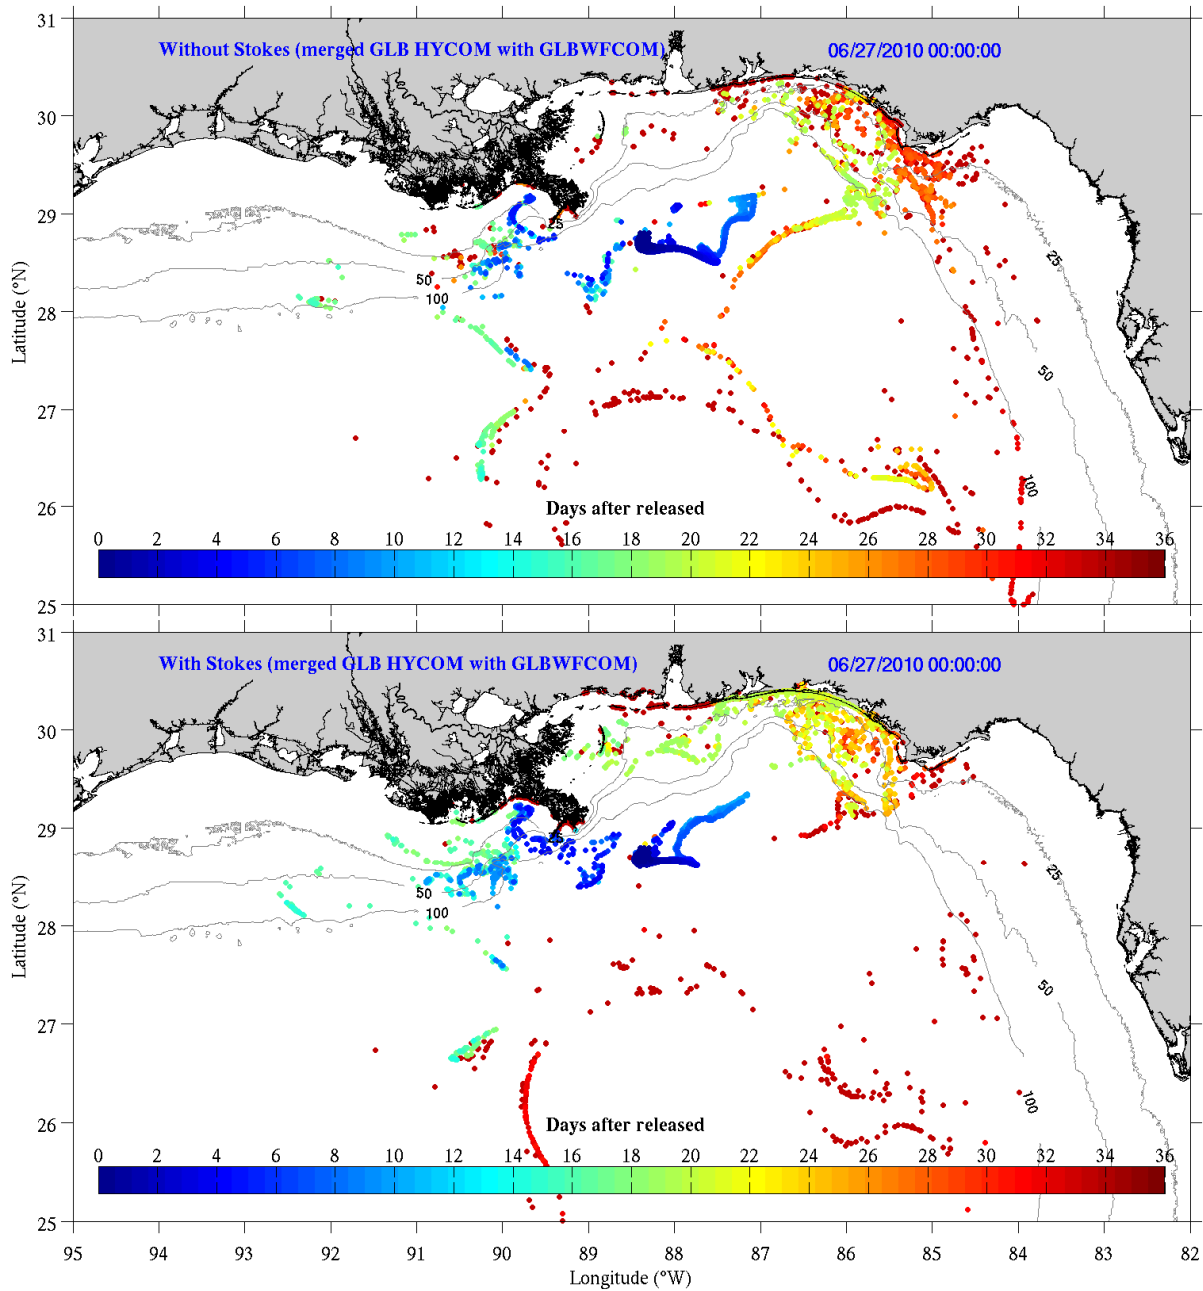 31
Without Stokes (merged GLB HYCOM with GLBWFCOM)
06/27/2010 00:00:00
30
29
28
27
26
25
Latitude (°N)
25
50
100
25
50
100
Days after released
0 2 4 6 8 10 12 14 16 18 20 22 24 26 28 30 32 34 36
31
With Stokes (merged GLB HYCOM with GLBWFCOM)
06/27/2010 00:00:00
30
29
28
27
26
25
Latitude (°N)
50
100
25
50
100
Days after released
0 2 4 6 8 10 12 14 16 18 20 22 24 26 28 30 32 34 36
95 94 93 92 91 90 89 88 87 86 85 84 83 82
Longitude (°W)